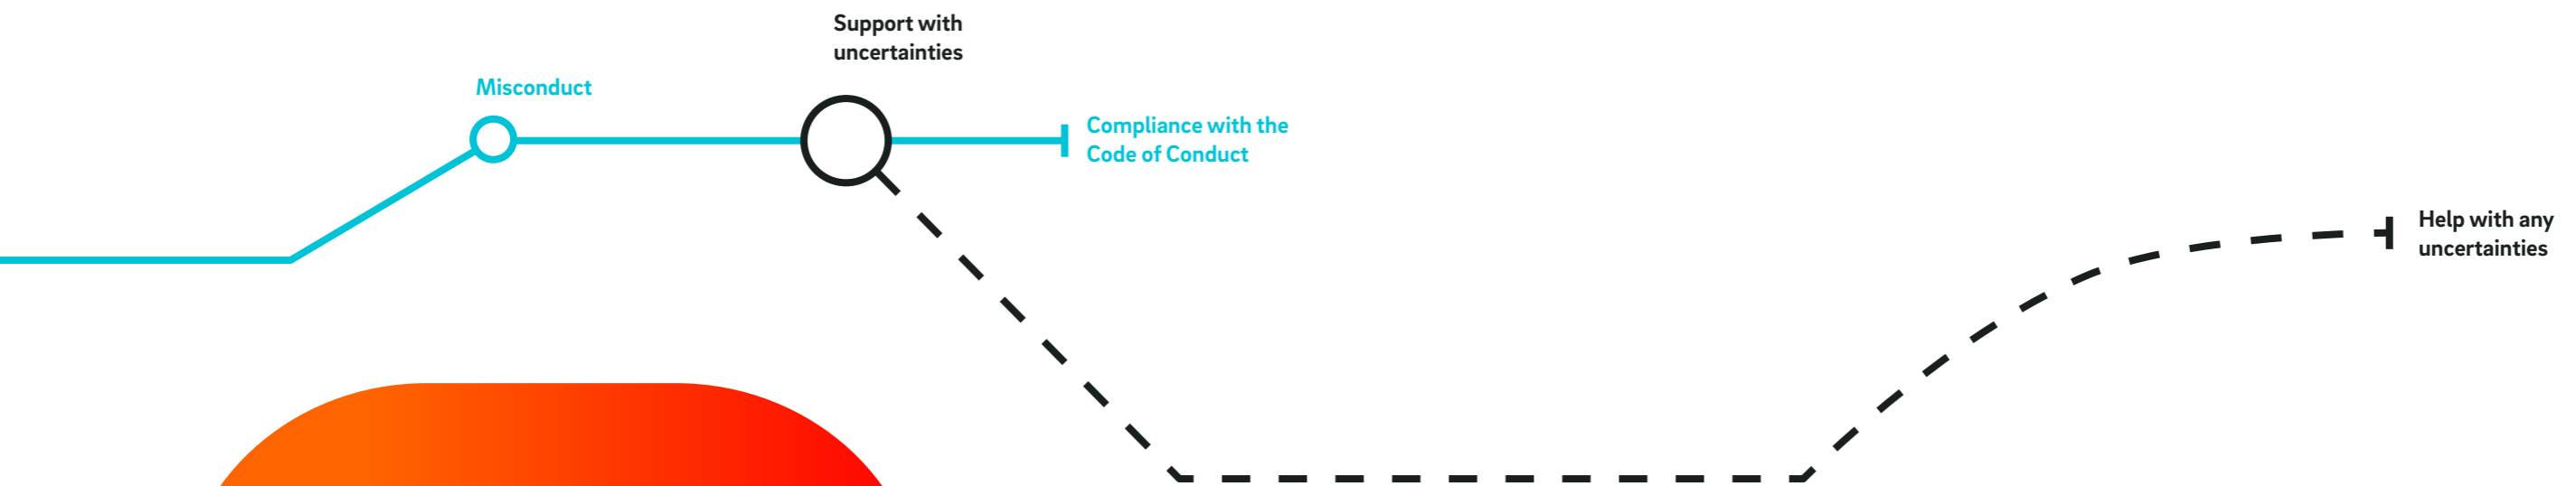 Support with
uncertainties
Misconduct
Compliance with the
Code of Conduct
Help with any
uncertainties